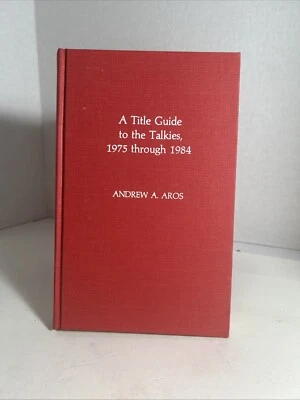 A Title Guide
to the Talkies,
1975 through 1984
ANDREW A. AROS